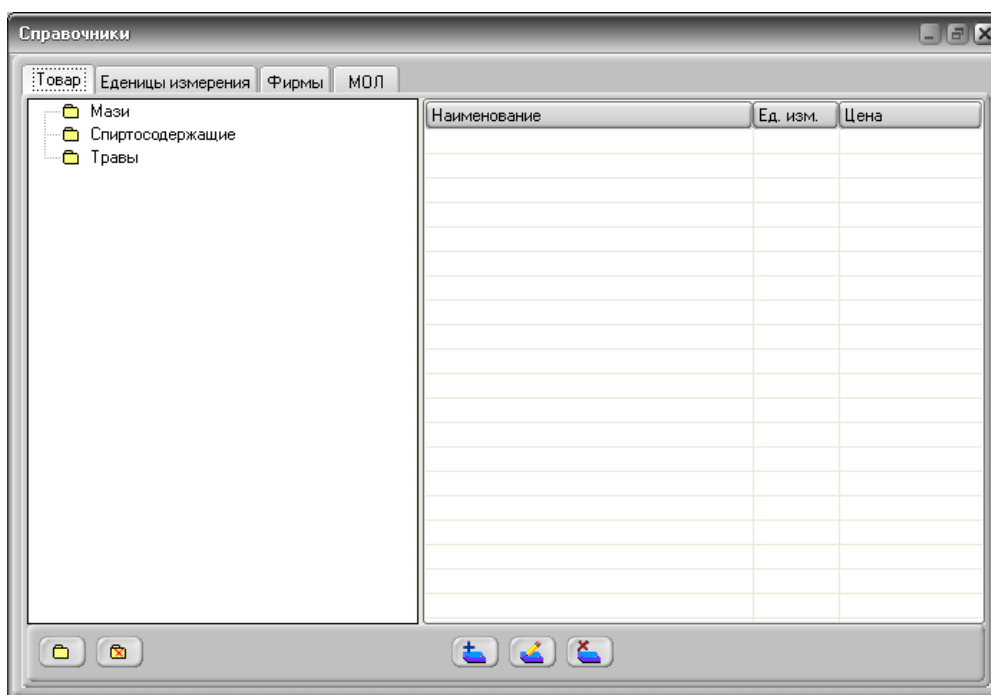 Справочники
Товар Еденицы измерения Фирмы МОЛ
Мази
Спиртосодержащие
Травы
Наименование Ед. изм. Цена